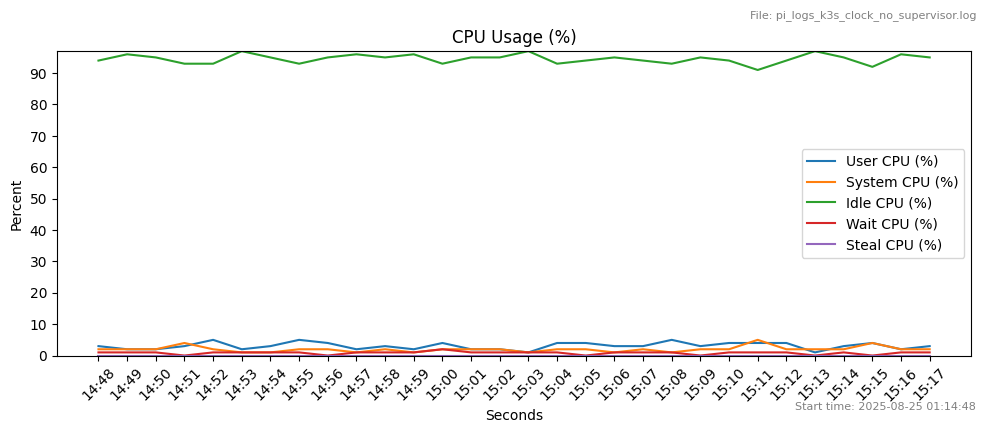 File: pi_logs_k3s_clock_no_supervisor.log
CPU Usage (%)
Percent
90
80
70
60
50
40
30
20
10
0
User CPU (%)
System CPU (%)
Idle CPU (%)
Wait CPU (%)
Steal CPU (%)
14:48 14:49 14:50 14:51 14:52 14:53 14:54 14:55 14:56 14:57 14:58 14:59 15:00 15:01 15:02 15:03 15:04 15:05 15:06 15:07 15:08 15:09 15:10 15:11 15:12 15:13 15:14 15:15 15:16 15:17
Seconds
Start time: 2025-08-25 01:14:48